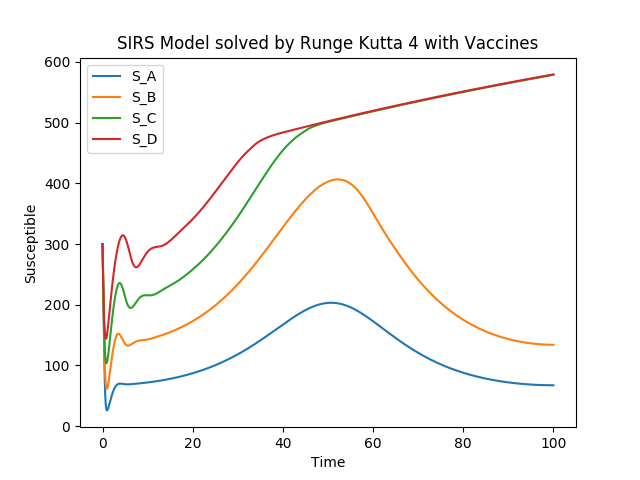 SIRS Model solved by Runge Kutta 4 with Vaccines
600
500
400
300
200
100
0
Susceptible
S_A
S_B
S_C
S_D
0 20 40 60 80 100
Time